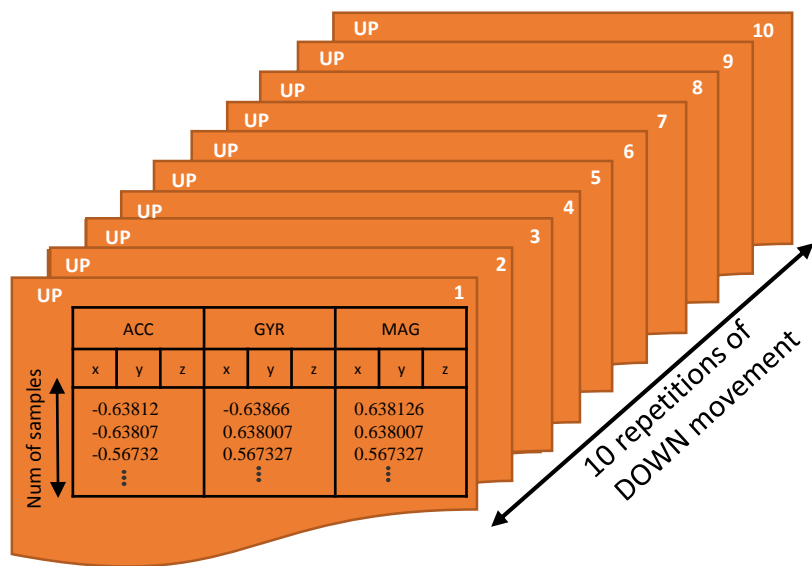 UP 10
UP 9
UP 8
UP 7
UP 6
UP 5
UP 4
UP 3
UP 2
UP 1
ACC GYR MAG
x y z x y z x y z
-0.63812 -0.63866 0.638126
-0.63807 0.638007 0.638007
-0.56732 0.567327 0.567327
Num of samples
10 repetitions of
DOWN movement